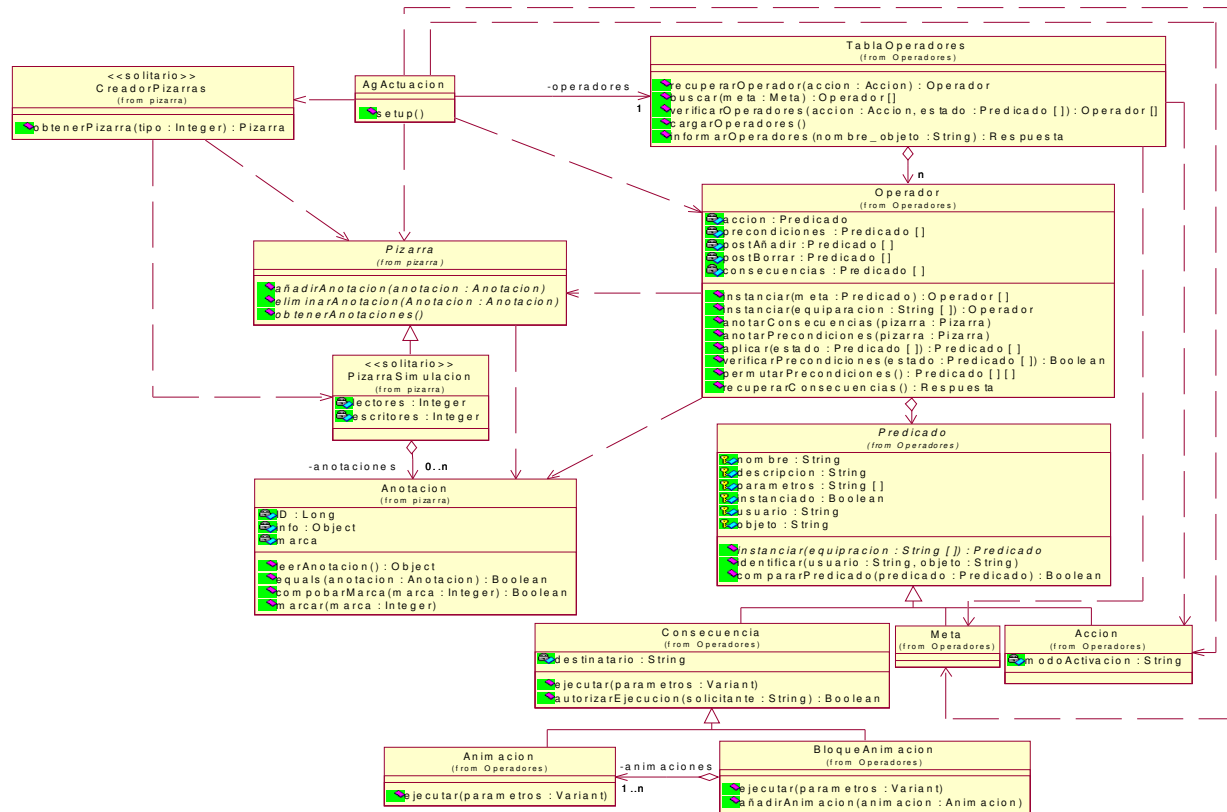 <<solitario>>
CreadorPizarras
(from pizarra)
obtenerPizarra(tipo : Integer) : Pizarra
AgActuacion
setup()
-operadores
1
TablaOperadores
(from Operadores)
recuperarOperador(accion : Accion) : Operador
buscar(meta : Meta) : Operador[]
verificarOperadores(accion : Accion, estado : Predicado [ ]) : Operador []
cargarOperadores()
informarOperadores(nombre_objeto : String) : Respuesta
n
Operador
(from Operadores)
accion : Predicado
precondiciones : Predicado []
postAñadir : Predicado []
postBorrar : Predicado []
consecuencias : Predicado []
instanciar(meta : Predicado) : Operador []
instanciar(equiparacion : String [ ]) : Operador
anotarConsecuencias(pizarra : Pizarra)
anotarPrecondiciones(pizarra : Pizarra)
aplicar(estado : Predicado [ ]) : Predicado []
verificarPrecondiciones(estado : Predicado [ ]) : Boolean
permutarPrecondiciones() : Predicado [] []
recuperarConsecuencias() : Respuesta
Pizarra
(from pizarra)
añadirAnotacion(anotacion : Anotacion)
eliminarAnotacion(Anotacion : Anotacion)
obtenerAnotaciones()
<<solitario>>
PizarraSimulacion
(from pizarra)
lectores : Integer
escritores : Integer
-anotaciones
0..n
Anotacion
(from pizarra)
ID : Long
info : Object
marca
leerAnotacion() : Object
equals(anotacion : Anotacion) : Boolean
compobarMarca(marca : Integer) : Boolean
marcar(marca : Integer)
Predicado
(from Operadores)
nombre : String
descripcion : String
parametros : String []
instanciado : Boolean
usuario : String
objeto : String
instanciar(equipracion : String [ ]) : Predicado
identificar(usuario : String, objeto : String)
compararPredicado(predicado : Predicado) : Boolean
Consecuencia
(from Operadores)
destinatario : String
ejecutar(parametros : Variant)
autorizarEjecucion(solicitante : String) : Boolean
Meta
(from Operadores)
Accion
(from Operadores)
modoActivacion : String
Animacion
(from Operadores)
ejecutar(parametros : Variant)
-animaciones
1..n
BloqueAnimacion
(from Operadores)
ejecutar(parametros : Variant)
añadirAnimacion(animacion : Animacion)